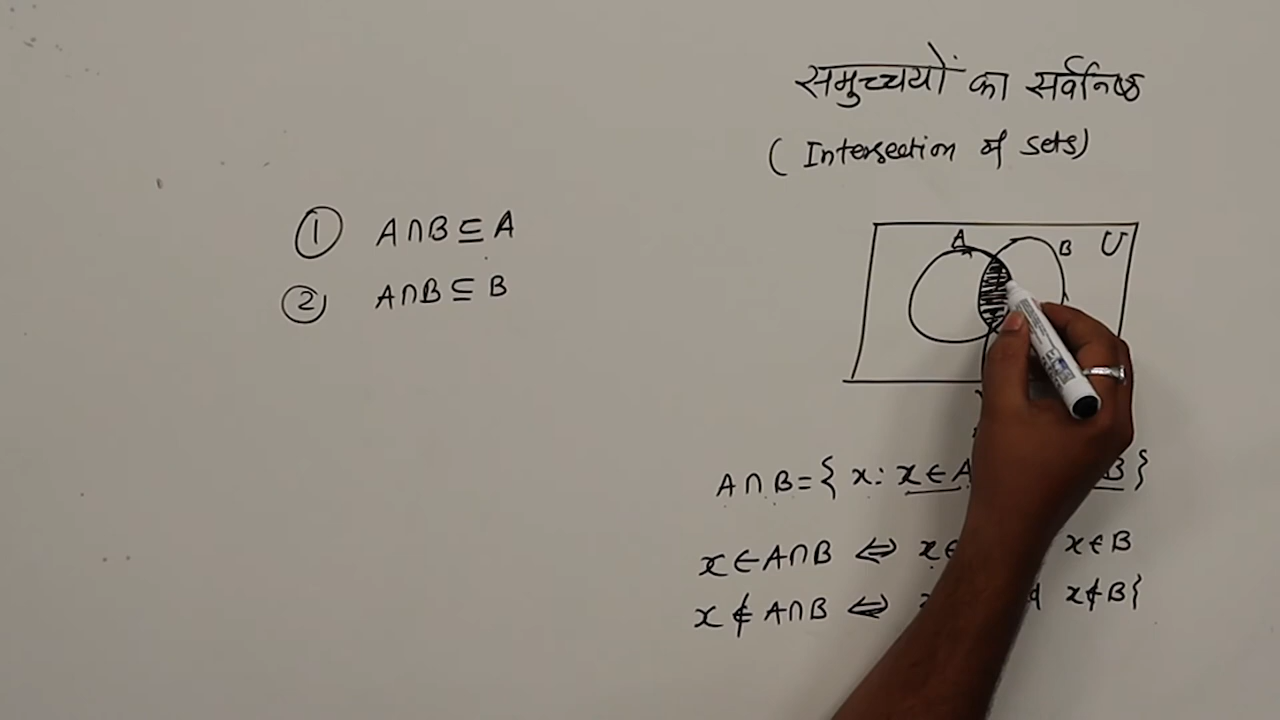 समुच्चयों का सर्वनिष्ठ
(Intersection of sets)
① A∩B ⊆ A
② A∩B ⊆ B
A B U
A∩B = { x: x∈A B }
x∈A∩B ⇔ x∈ x∈B
x∉A∩B ⇔ x∉B}